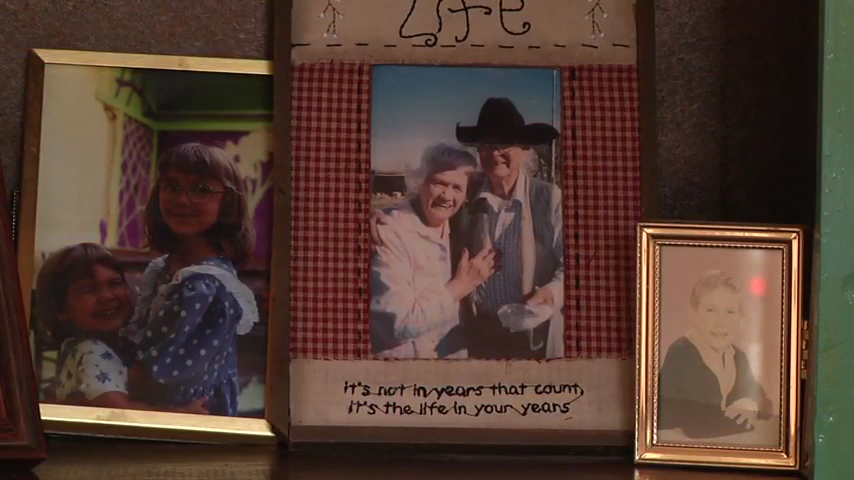 Life
it's not in years that count,
it's the life in your years